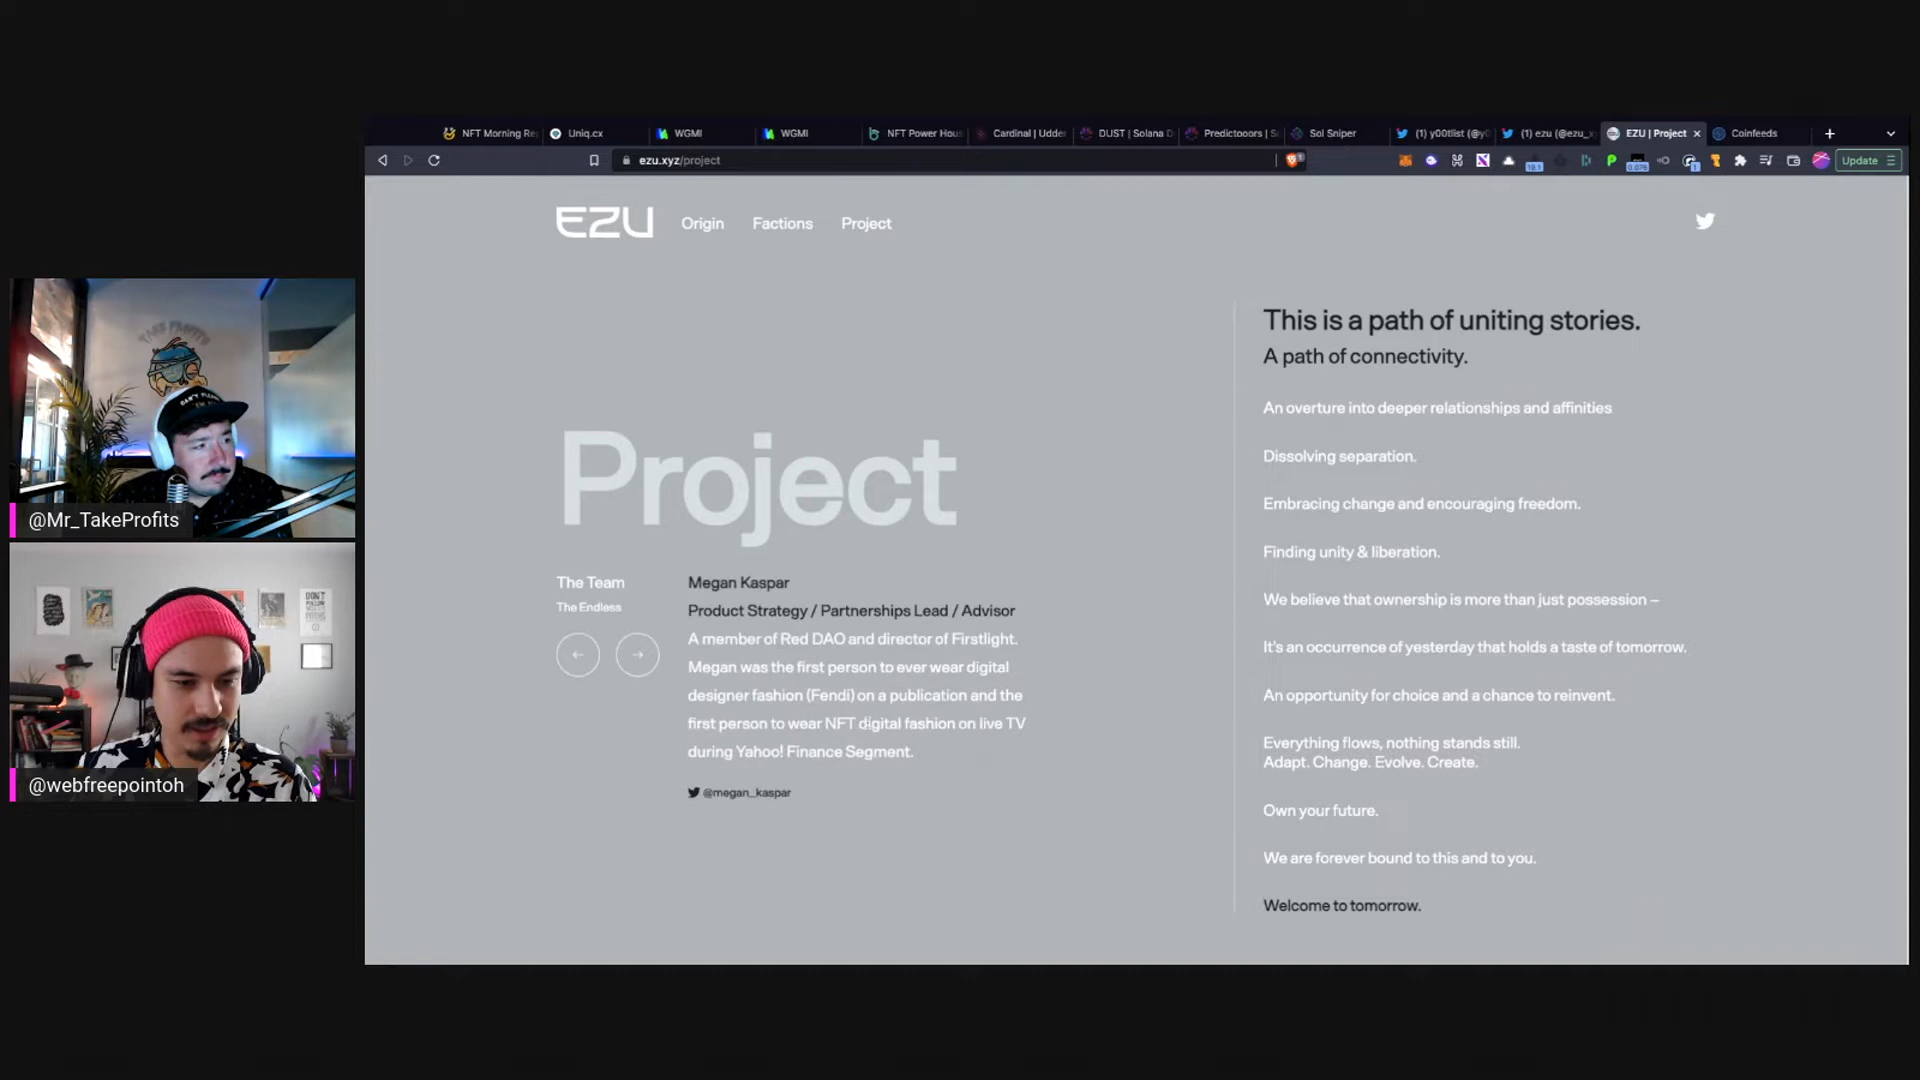 NFT Morning Re
Uniq.cx
WGMI
WGMI
NFT Power Hous
Cardinal | Udder
DUST | Solana D
Predictooors | S
Sol Sniper
(1) y00tlist (@y0
(1) ezu (@ezu_x
EZU | Project
Coinfeeds
ezu.xyz/project
Update
EZU
Origin
Factions
Project
Project
The Team
The Endless
Megan Kaspar
Product Strategy / Partnerships Lead / Advisor
A member of Red DAO and director of Firstlight.
Megan was the first person to ever wear digital
designer fashion (Fendi) on a publication and the
first person to wear NFT digital fashion on live TV
during Yahoo! Finance Segment.
@megan_kaspar
This is a path of uniting stories.
A path of connectivity.
An overture into deeper relationships and affinities
Dissolving separation.
Embracing change and encouraging freedom.
Finding unity & liberation.
We believe that ownership is more than just possession –
It's an occurrence of yesterday that holds a taste of tomorrow.
An opportunity for choice and a chance to reinvent.
Everything flows, nothing stands still.
Adapt. Change. Evolve. Create.
Own your future.
We are forever bound to this and to you.
Welcome to tomorrow.
@Mr_TakeProfits
DON'T
FOLLOW
@webfreepointoh